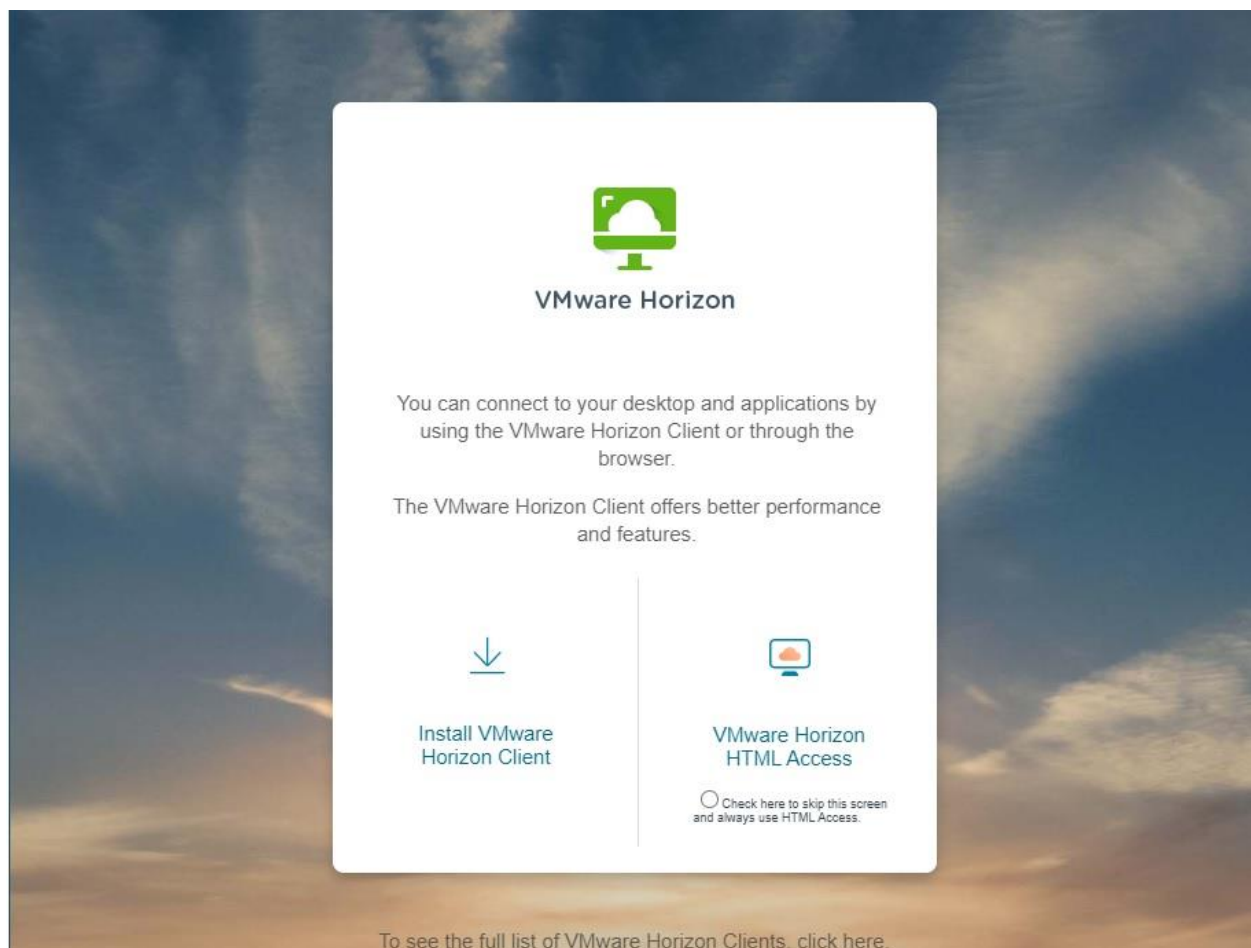 VMware Horizon
You can connect to your desktop and applications by
using the VMware Horizon Client or through the
browser.
The VMware Horizon Client offers better performance
and features.
Install VMware
Horizon Client
VMware Horizon
HTML Access
Check here to skip this screen
and always use HTML Access.
To see the full list of VMware Horizon Clients, click here.